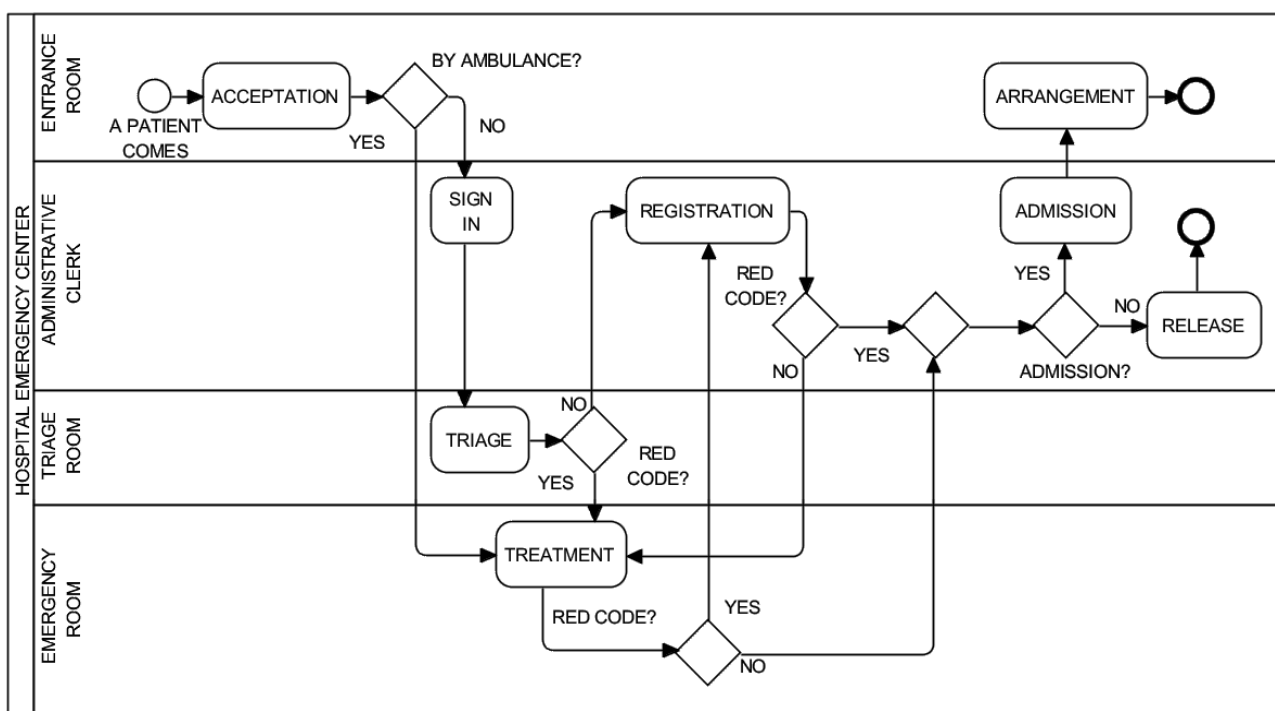 HOSPITAL EMERGENCY CENTER
ENTRANCE
ROOM
A PATIENT
COMES
ACCEPTATION
BY AMBULANCE?
YES
NO
ARRANGEMENT
ADMINISTRATIVE
CLERK
SIGN
IN
REGISTRATION
RED
CODE?
YES
NO
ADMISSION
YES
ADMISSION?
NO
RELEASE
TRIAGE
ROOM
TRIAGE
NO
RED
CODE?
YES
EMERGENCY
ROOM
TREATMENT
RED CODE?
YES
NO